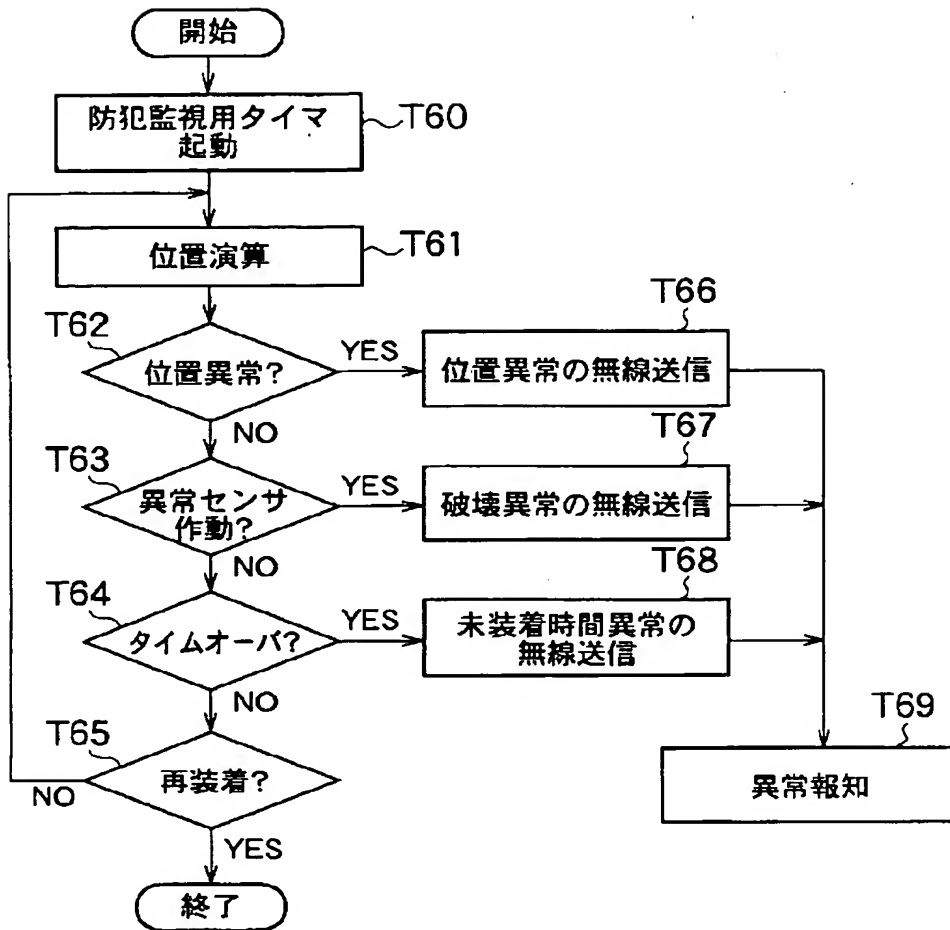 開始
防犯監視用タイマ
起動
T60
位置演算
T61
T62
位置異常?
YES
NO
T66
位置異常の無線送信
T63
異常センサ
作動?
YES
NO
T67
破壊異常の無線送信
T64
タイムオーバ?
YES
NO
T68
未装着時間異常の
無線送信
T65
再装着?
NO
YES
T69
異常報知
終了